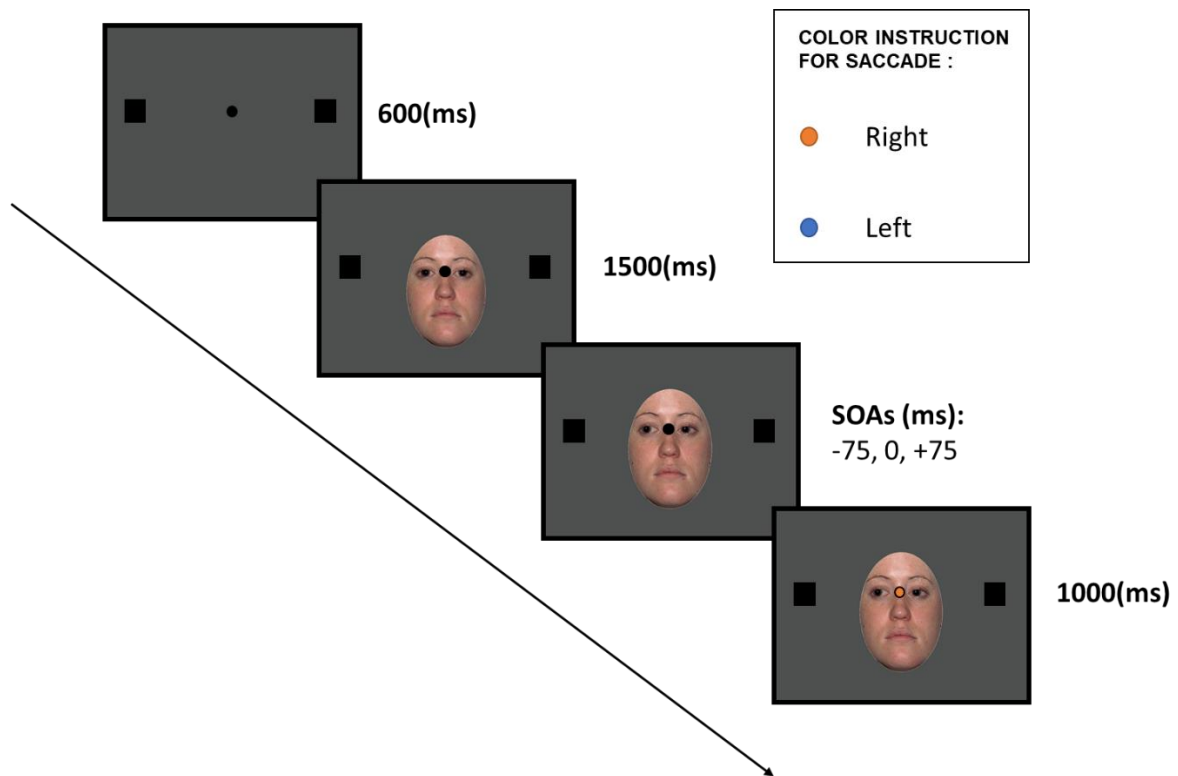 COLOR INSTRUCTION
FOR SACCADE :
Right
Left
600(ms)
1500(ms)
SOAs (ms):
-75, 0, +75
1000(ms)